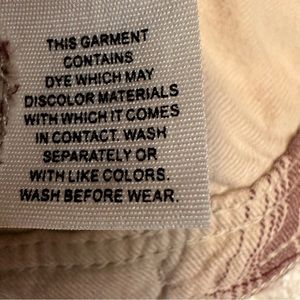 THIS GARMENT
CONTAINS
DYE WHICH MAY
DISCOLOR MATERIALS
WITH WHICH IT COMES
IN CONTACT. WASH
SEPARATELY OR
WITH LIKE COLORS.
WASH BEFORE WEAR.